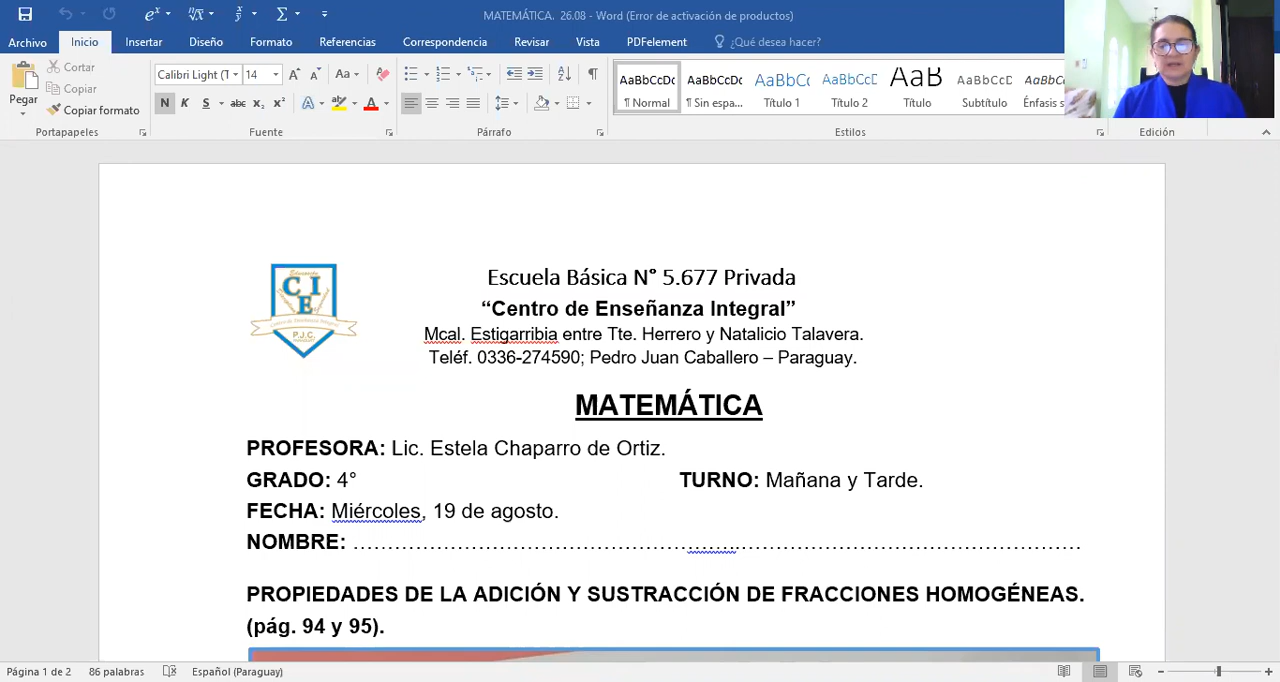 MATEMÁTICA. 26.08 - Word (Error de activación de productos)
Archivo Inicio Insertar Diseño Formato Referencias Correspondencia Revisar Vista PDFelement ¿Qué desea hacer?
Pegar
Cortar
Copiar
Copiar formato
Portapapeles
Calibri Light (T 14
N K S abc x₂ x²
Fuente
Párrafo
AaBbCcDc AaBbCcDc AaBbCc AaBbCcD AaB AaBbCcD AaBbCcD
¶ Normal ¶ Sin espa... Título 1 Título 2 Título Subtítulo Énfasis s
Estilos
Edición
CIE
P.J.C.
Escuela Básica N° 5.677 Privada
“Centro de Enseñanza Integral”
Mcal. Estigarribia entre Tte. Herrero y Natalicio Talavera.
Teléf. 0336-274590; Pedro Juan Caballero – Paraguay.
MATEMÁTICA
PROFESORA: Lic. Estela Chaparro de Ortiz.
GRADO: 4° TURNO: Mañana y Tarde.
FECHA: Miércoles, 19 de agosto.
NOMBRE: ……………………………………………………………………………………
PROPIEDADES DE LA ADICIÓN Y SUSTRACCIÓN DE FRACCIONES HOMOGÉNEAS.
(pág. 94 y 95).
Página 1 de 2 86 palabras Español (Paraguay)